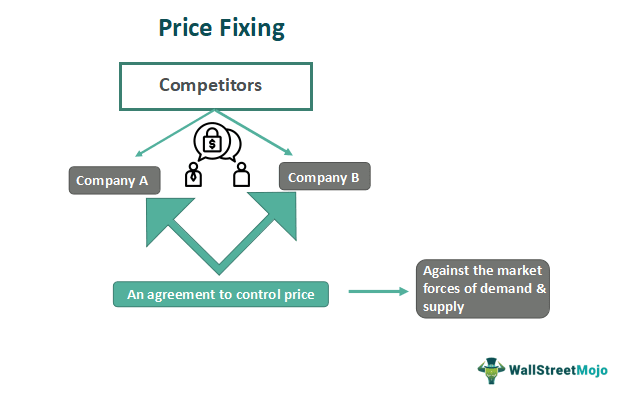 Price Fixing
Competitors
$
Company A
Company B
An agreement to control price
Against the market
forces of demand &
supply
WallStreetMojo